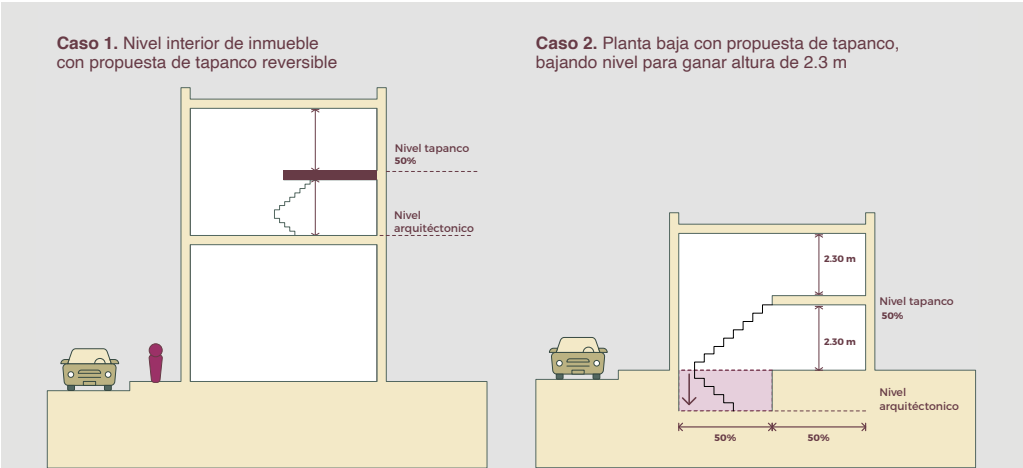 Caso 1. Nivel interior de inmueble
con propuesta de tapanco reversible
Nivel tapanco
50%
Nivel
arquitéctonico
Caso 2. Planta baja con propuesta de tapanco,
bajando nivel para ganar altura de 2.3 m
2.30 m
Nivel tapanco
50%
2.30 m
Nivel
arquitéctonico
50%
50%